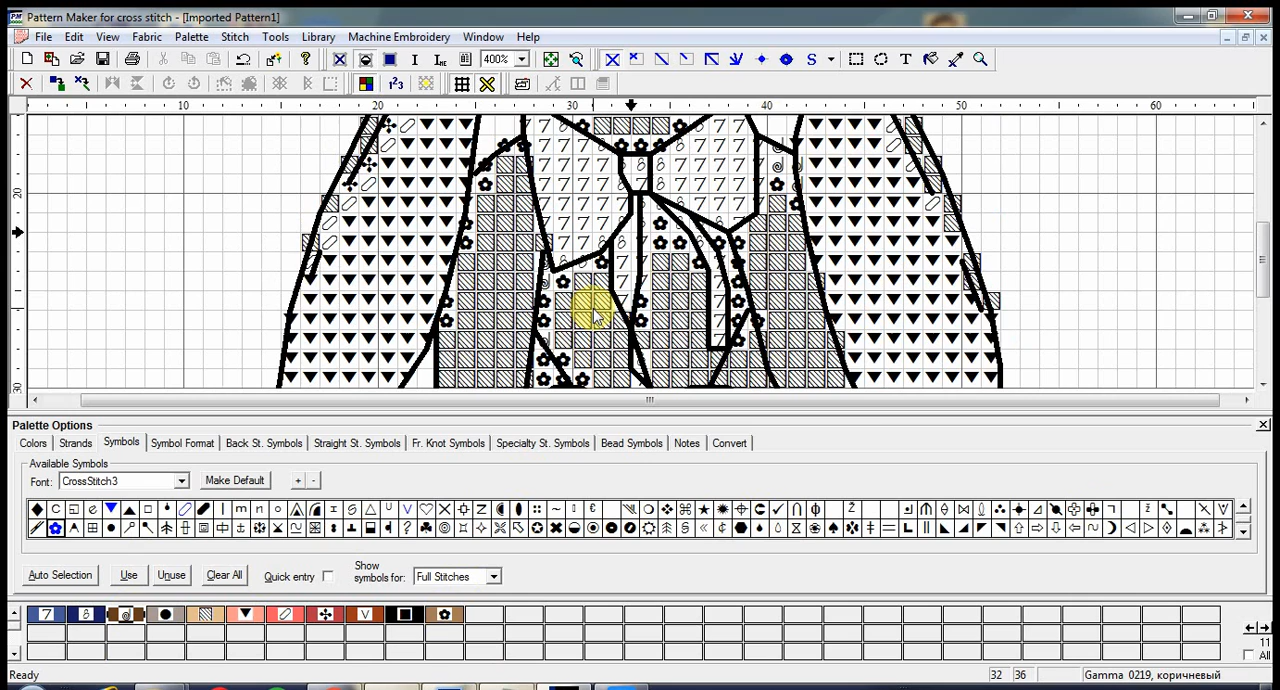 Pattern Maker for cross stitch - [Imported Pattern1]
File Edit View Fabric Palette Stitch Tools Library Machine Embroidery Window Help
400%
10 20 30 40 50 60
20
30
Palette Options
Colors Strands Symbols Symbol Format Back St. Symbols Straight St. Symbols Fr. Knot Symbols Specialty St. Symbols Bead Symbols Notes Convert
Available Symbols
Font: CrossStitch3 Make Default + -
Auto Selection Use Unuse Clear All Quick entry Show symbols for: Full Stitches
11
All
Ready 32 36 Gamma 0219, коричневый